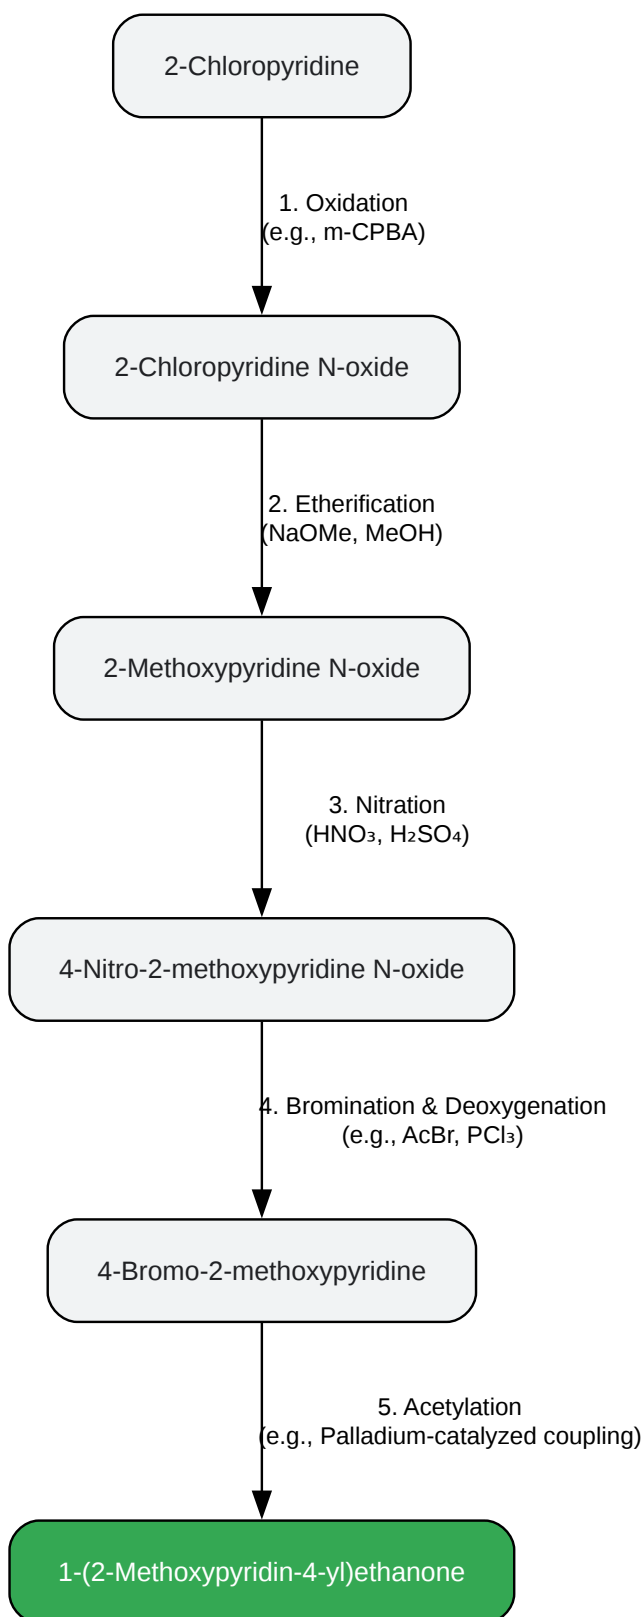 2-Chloropyridine
1. Oxidation
(e.g., m-CPBA)
2-Chloropyridine N-oxide
2. Etherification
(NaOMe, MeOH)
2-Methoxypyridine N-oxide
3. Nitration
(HNO₃, H₂SO₄)
4-Nitro-2-methoxypyridine N-oxide
4. Bromination & Deoxygenation
(e.g., AcBr, PCl₃)
4-Bromo-2-methoxypyridine
5. Acetylation
(e.g., Palladium-catalyzed coupling)
1-(2-Methoxypyridin-4-yl)ethanone